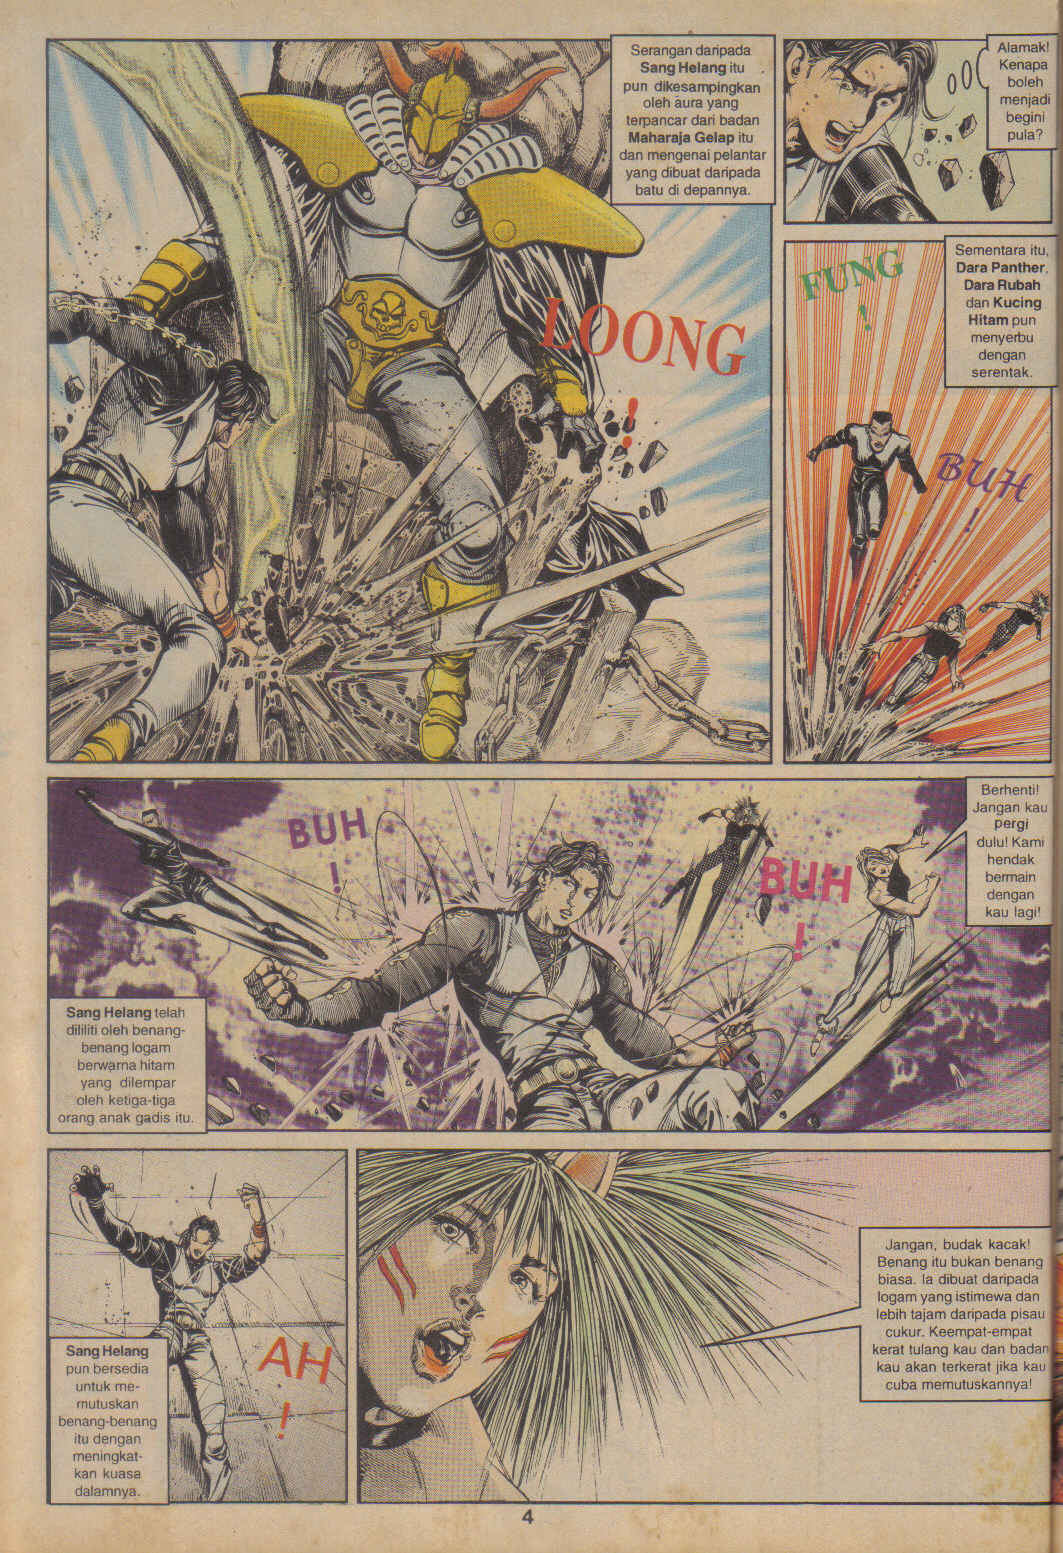 Serangan daripada
Sang Helang itu
pun dikesampingkan
oleh aura yang
terpancar dari badan
Maharaja Gelap itu
dan mengenai pelantar
yang dibuat daripada
batu di depannya.
LOONG
!
Alamak!
Kenapa
boleh
menjadi
begini
pula?
Sementara itu,
Dara Panther,
Dara Rubah
dan Kucing
Hitam pun
menyerbu
dengan
serentak.
FUNG
!
BUH
!
BUH
!
BUH
!
Berhenti!
Jangan kau
pergi
dulu! Kami
hendak
bermain
dengan
kau lagi!
Sang Helang telah
dililiti oleh benang-
benang logam
berwarna hitam
yang dilempar
oleh ketiga-tiga
orang anak gadis itu.
Sang Helang
pun bersedia
untuk me-
mutuskan
benang-benang
itu dengan
meningkat-
kan kuasa
dalamnya.
AH
!
Jangan, budak kacak!
Benang itu bukan benang
biasa. Ia dibuat daripada
logam yang istimewa dan
lebih tajam daripada pisau
cukur. Keempat-empat
kerat tulang kau dan badan
kau akan terkerat jika kau
cuba memutuskannya!
4